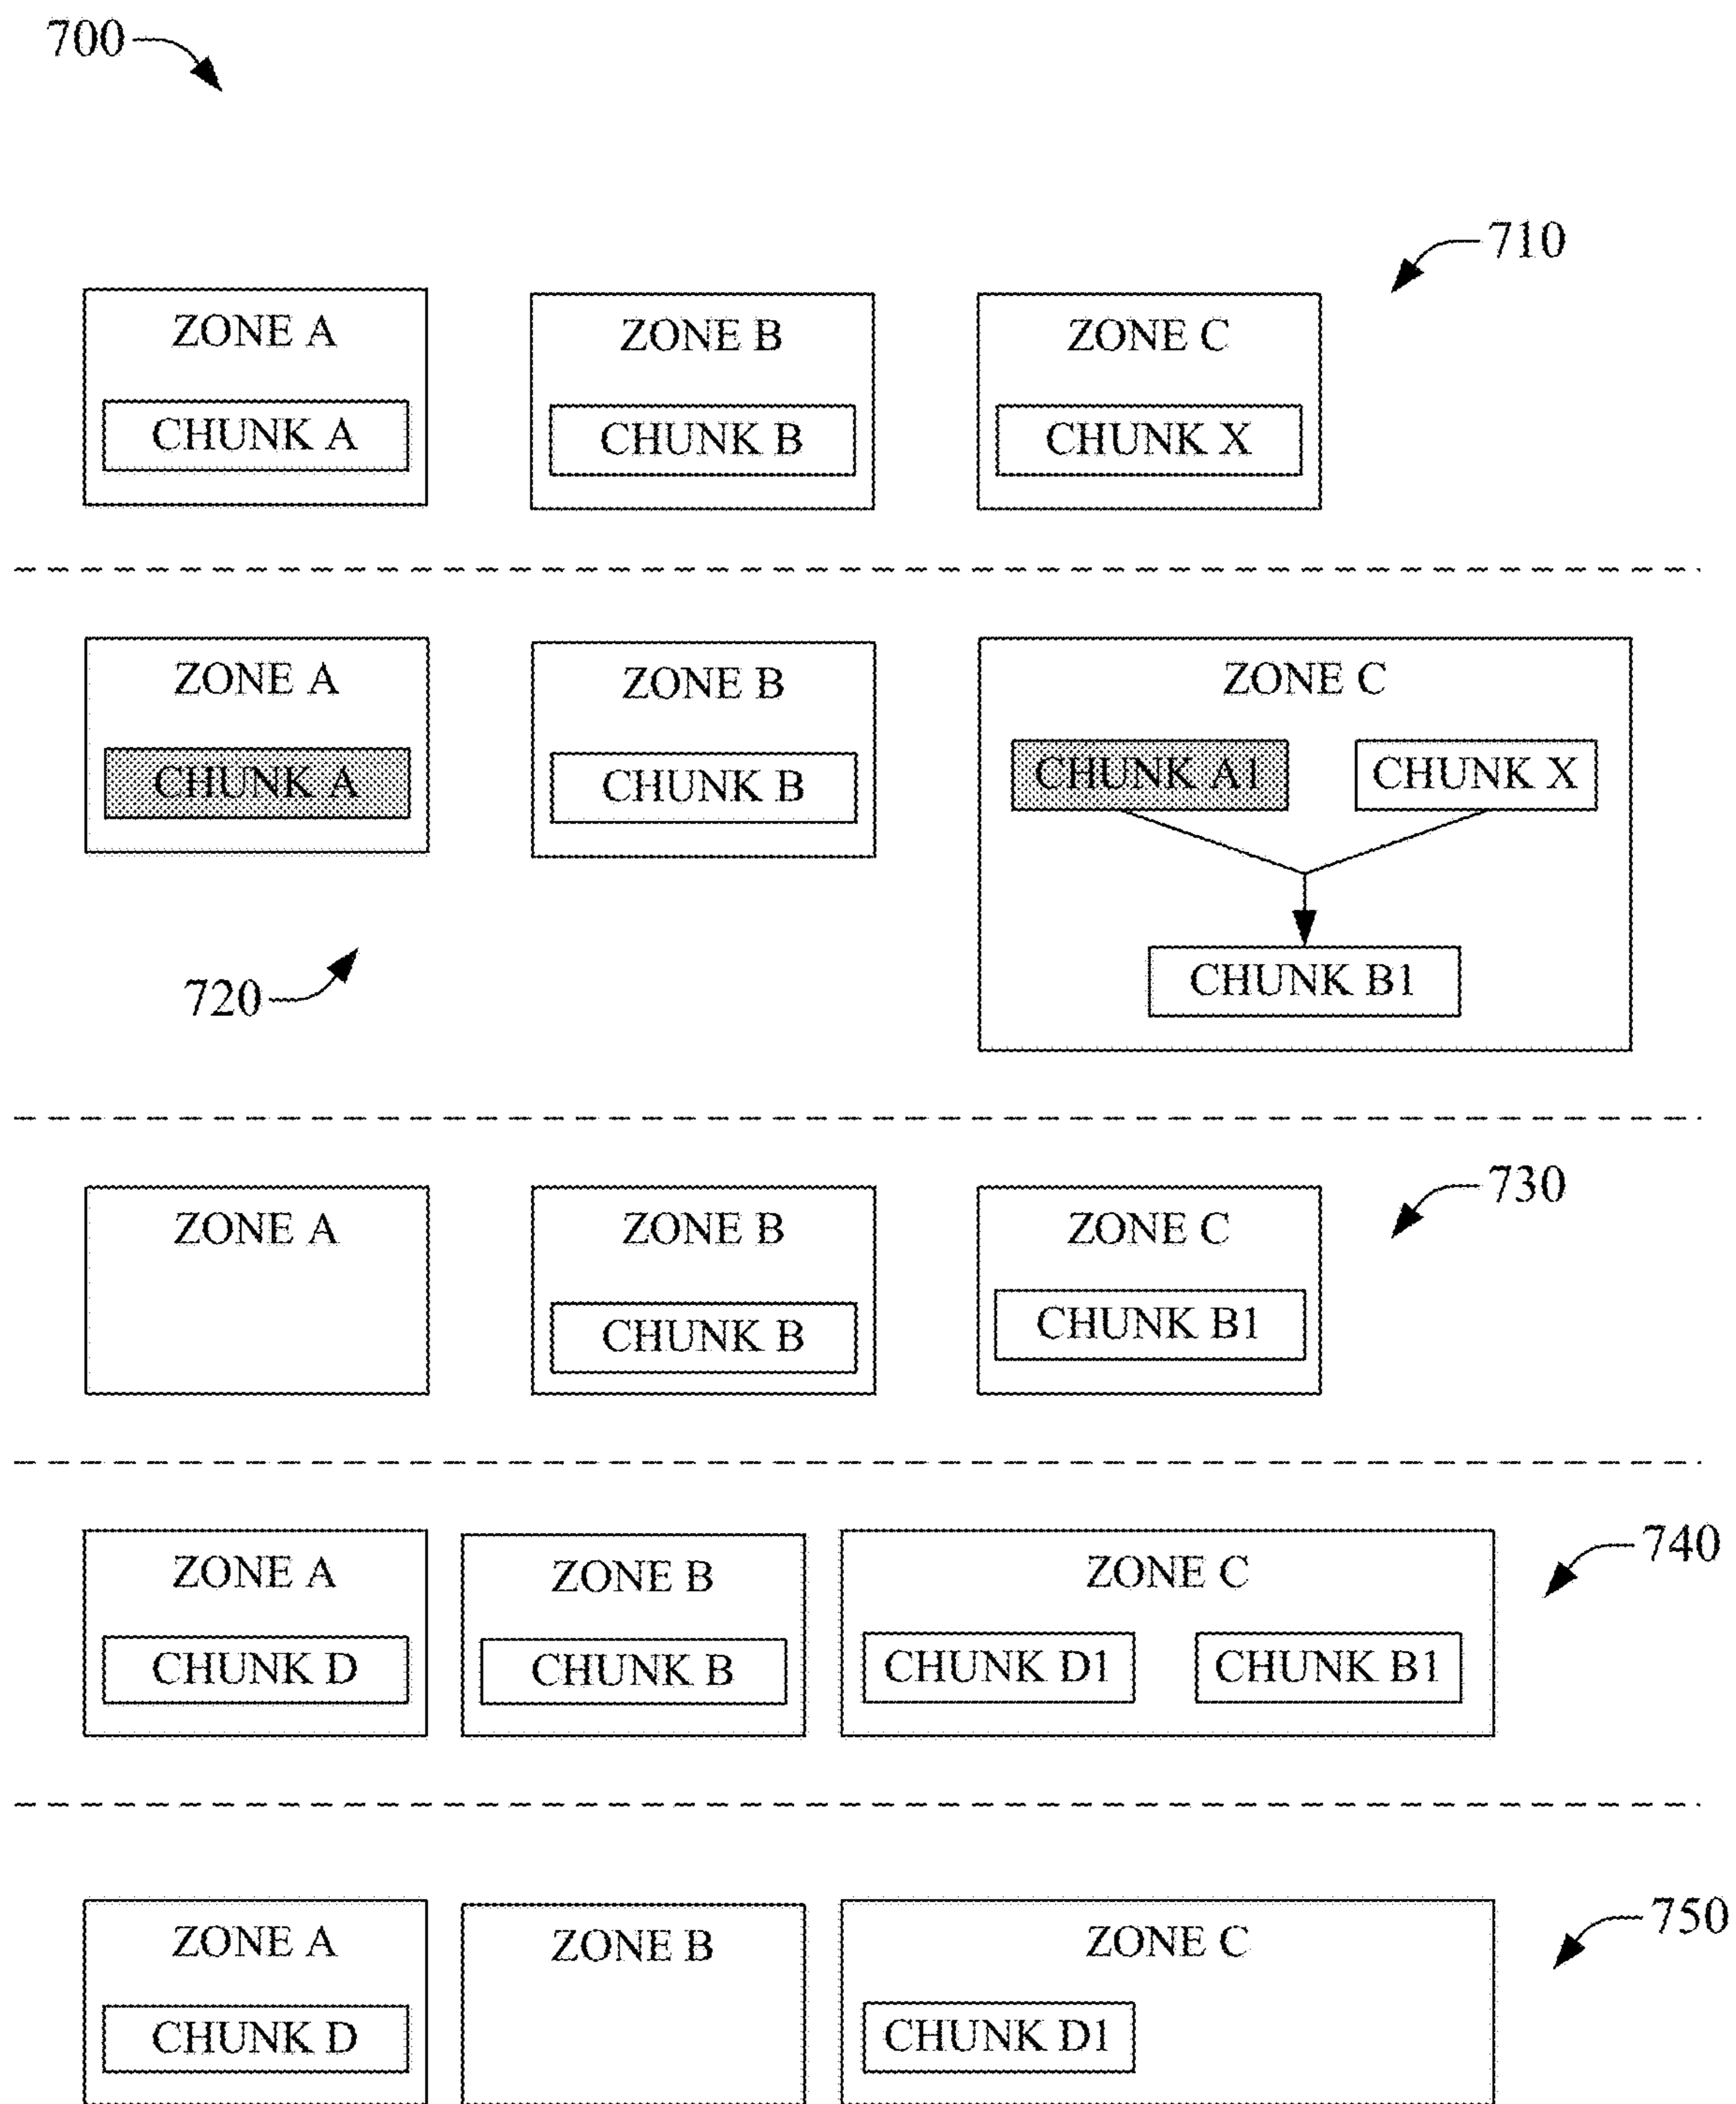 700
710
ZONE A ZONE B ZONE C
CHUNK A CHUNK B CHUNK X
ZONE A ZONE B ZONE C
CHUNK A CHUNK B CHUNK A1 CHUNK X
720 CHUNK B1
730
ZONE A ZONE B ZONE C
CHUNK B CHUNK B1
740
ZONE A ZONE B ZONE C
CHUNK D CHUNK B CHUNK D1 CHUNK B1
750
ZONE A ZONE B ZONE C
CHUNK D CHUNK D1